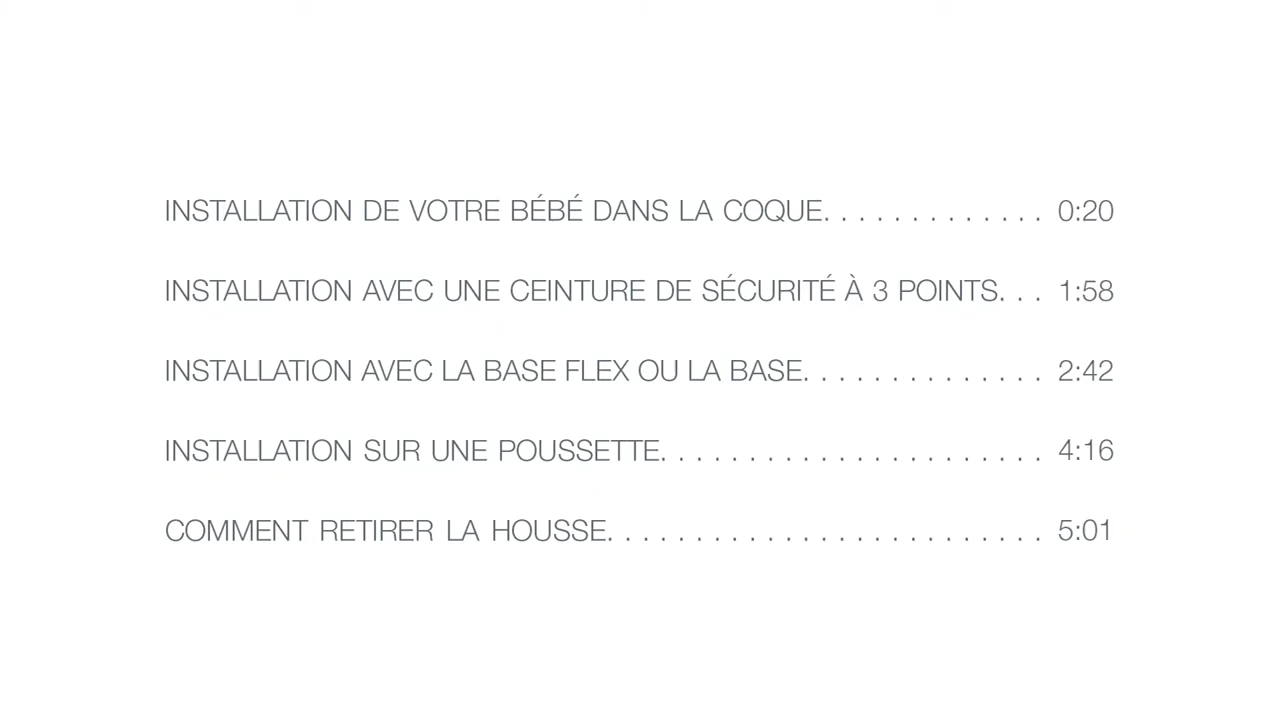 INSTALLATION DE VOTRE BÉBÉ DANS LA COQUE. . . . . . . . . . . . . 0:20
INSTALLATION AVEC UNE CEINTURE DE SÉCURITÉ À 3 POINTS. . . 1:58
INSTALLATION AVEC LA BASE FLEX OU LA BASE. . . . . . . . . . . . . . 2:42
INSTALLATION SUR UNE POUSSETTE. . . . . . . . . . . . . . . . . . . . . . 4:16
COMMENT RETIRER LA HOUSSE. . . . . . . . . . . . . . . . . . . . . . . . . 5:01